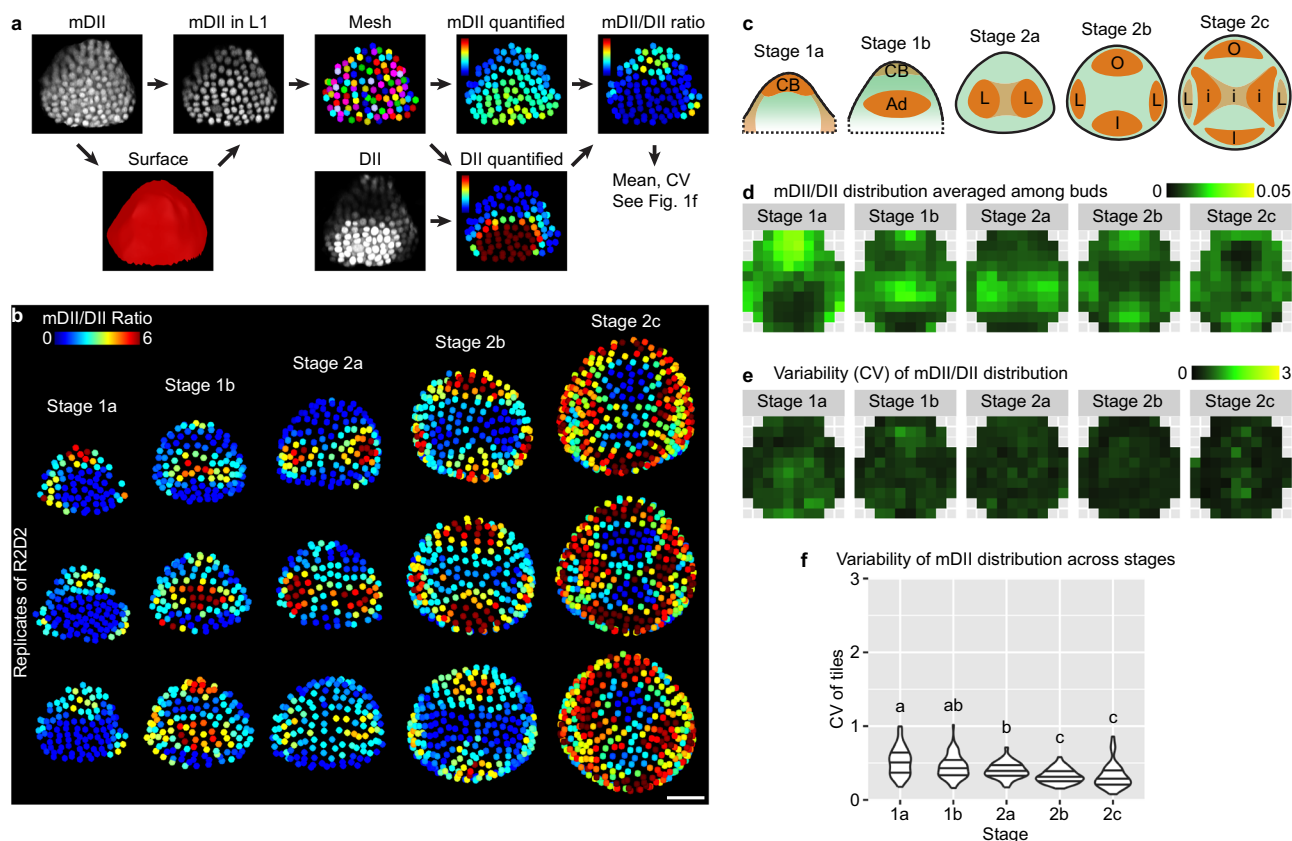 a
mDII
mDII in L1
Mesh
mDII quantified
mDII/DII ratio
Surface
DII
DII quantified
Mean, CV
See Fig. 1f
b
mDII/DII Ratio
0 6
Stage 1a
Stage 1b
Stage 2a
Stage 2b
Stage 2c
Replicates of R2D2
c
Stage 1a
Stage 1b
Stage 2a
Stage 2b
Stage 2c
CB
CB
Ad
L L
O
L L
I
O
L i i i L
I
d
mDII/DII distribution averaged among buds 0 0.05
Stage 1a Stage 1b Stage 2a Stage 2b Stage 2c
e
Variability (CV) of mDII/DII distribution 0 3
Stage 1a Stage 1b Stage 2a Stage 2b Stage 2c
f Variability of mDII distribution across stages
CV of tiles
3
2
1
0
a ab b c c
1a 1b 2a 2b 2c
Stage